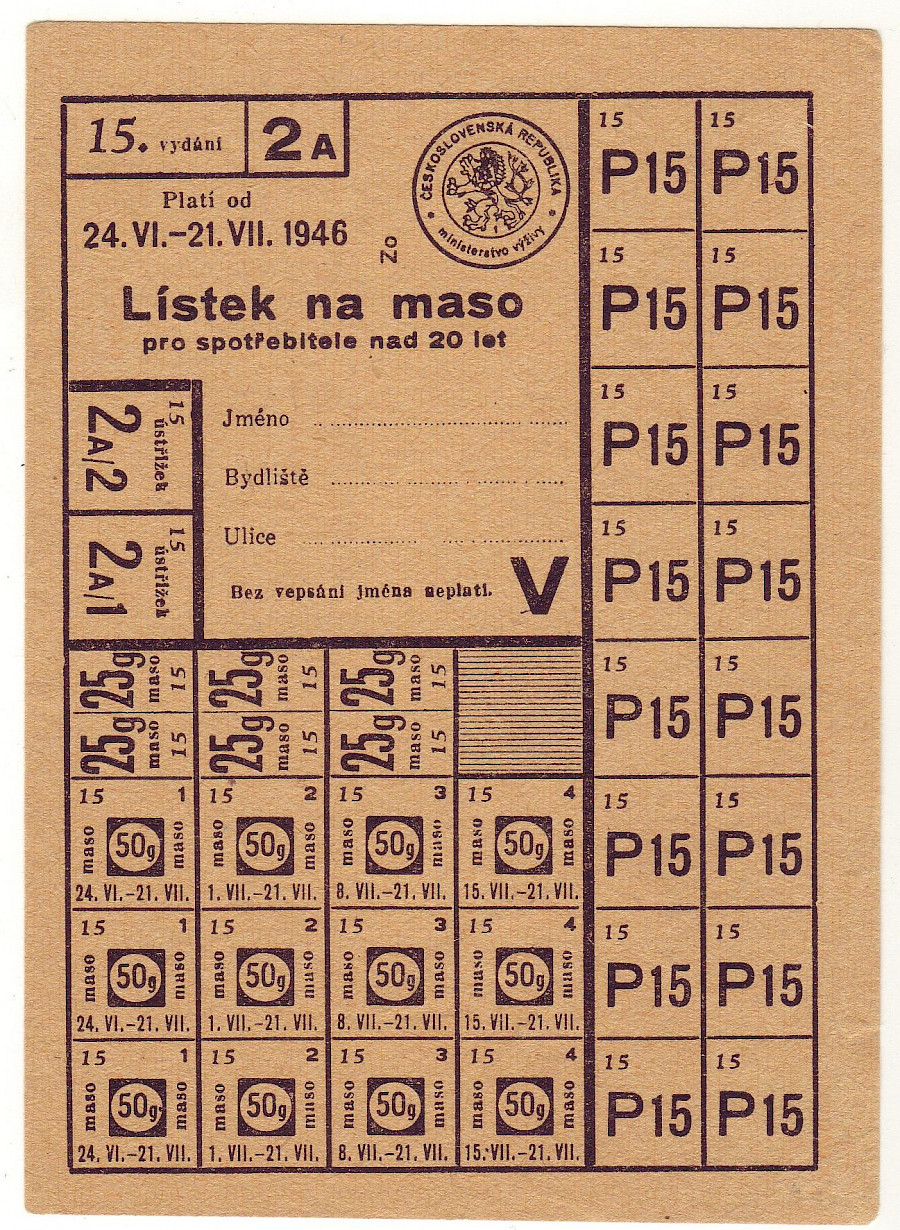 15. vydání 2A
Platí od
24. VI.–21. VII. 1946
Zo
ČESKOSLOVENSKÁ REPUBLIKA
ministerstvo výživy
Lístek na maso
pro spotřebitele nad 20 let
15 ústřižek 2A/2
15 ústřižek 2A/1
Jméno
Bydliště
Ulice
Bez vepsání jména neplatí.
V
25g maso 15 25g maso 15 25g maso 15
25g maso 15 25g maso 15 25g maso 15
15 1 15 2 15 3 15 4
maso 50g maso maso 50g maso maso 50g maso maso 50g maso
24. VI.–21. VII. 1. VII.–21. VII. 8. VII.–21. VII. 15. VII.–21. VII.
15 1 15 2 15 3 15 4
maso 50g maso maso 50g maso maso 50g maso maso 50g maso
24. VI.–21. VII. 1. VII.–21. VII. 8. VII.–21. VII. 15. VII.–21. VII.
15 1 15 2 15 3 15 4
maso 50g maso maso 50g maso maso 50g maso maso 50g maso
24. VI.–21. VII. 1. VII.–21. VII. 8. VII.–21. VII. 15. VII.–21. VII.
15 15
P15 P15
15 15
P15 P15
15 15
P15 P15
15 15
P15 P15
15 15
P15 P15
15 15
P15 P15
15 15
P15 P15
15 15
P15 P15